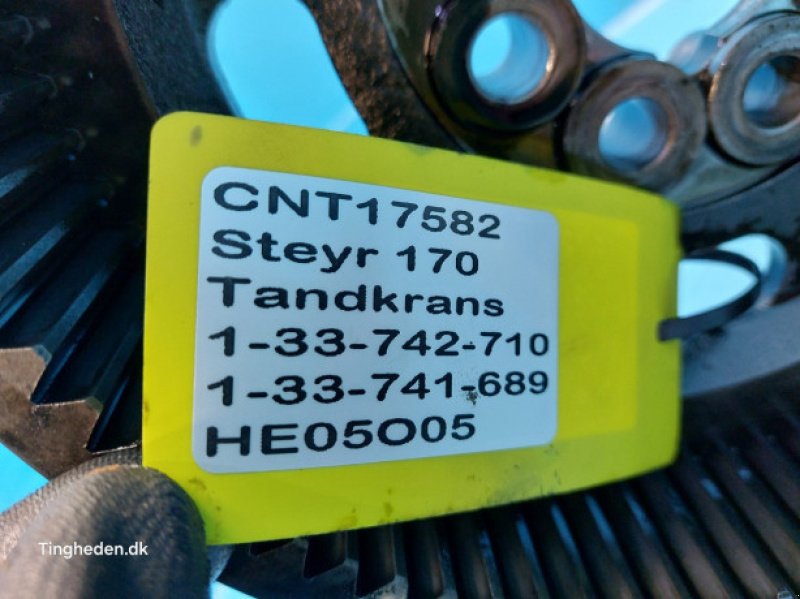 CNT17582
Steyr 170
Tandkrans
1-33-742-710
1-33-741-689
HE05O05
Tingheden.dk